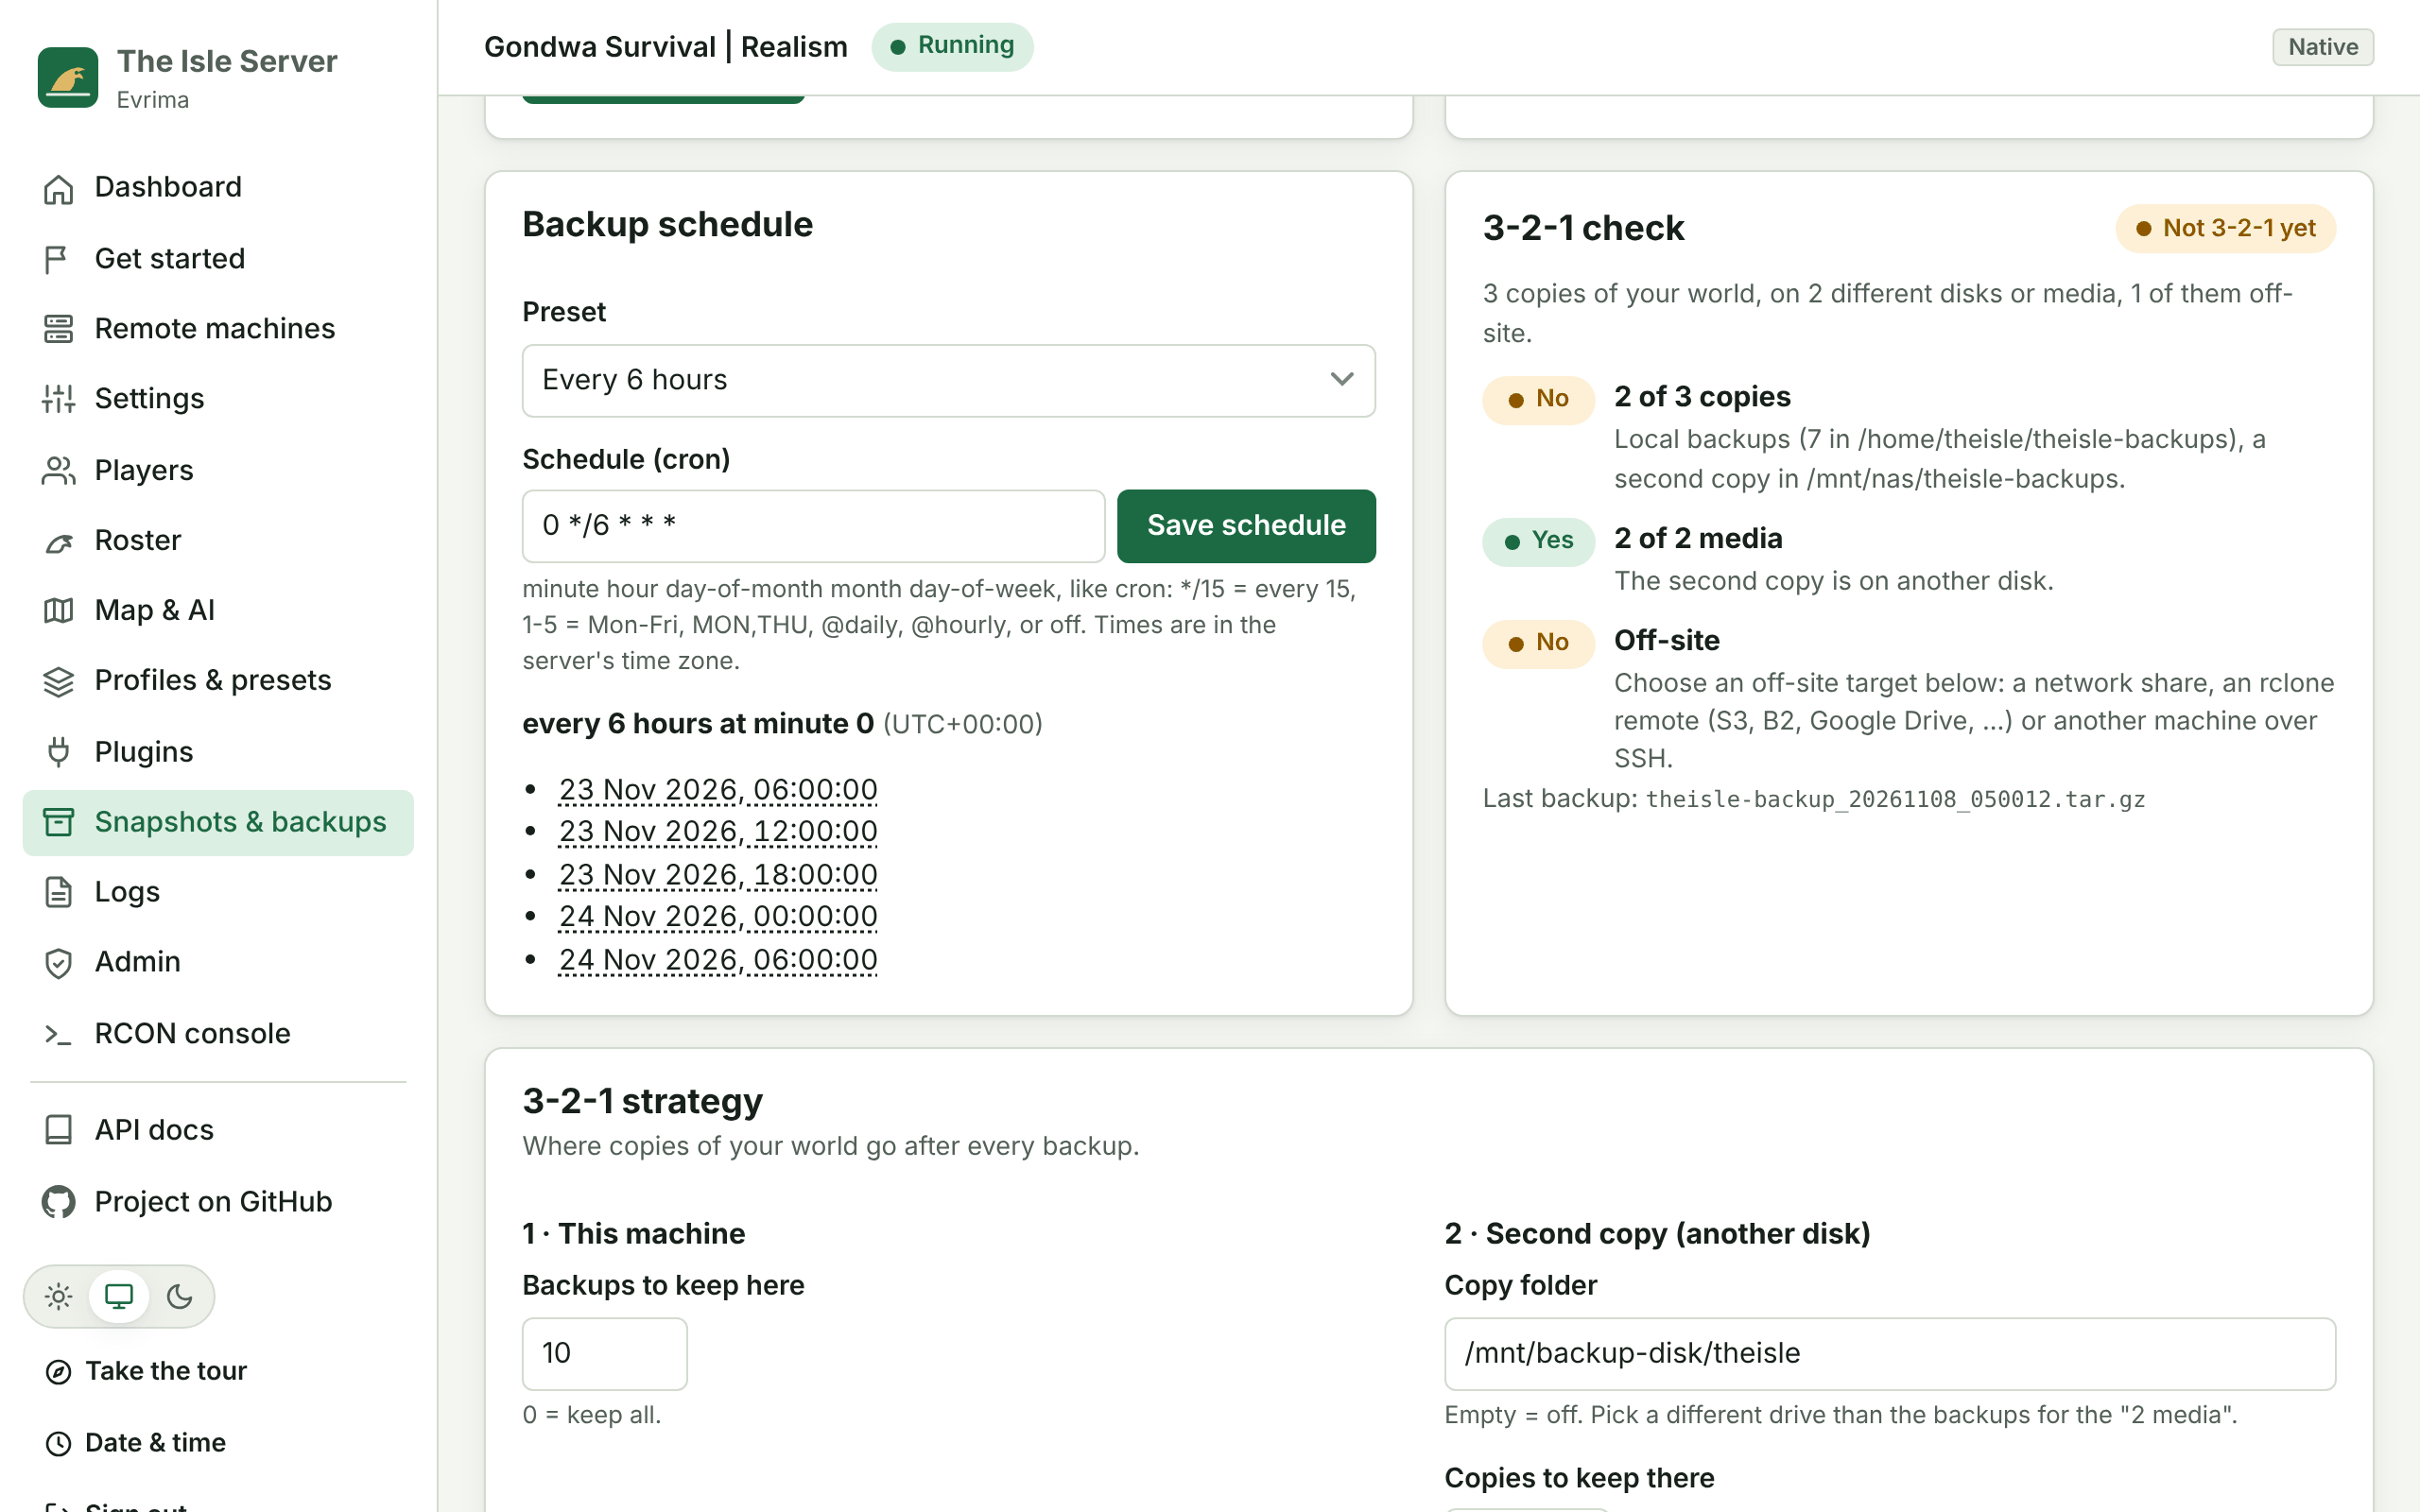 The Isle Server
Evrima
Dashboard
Get started
Remote machines
Settings
Players
Roster
Map & AI
Profiles & presets
Plugins
Snapshots & backups
Logs
Admin
RCON console
API docs
Project on GitHub
Take the tour
Date & time
Sign out
Gondwa Survival | Realism
Running
Native
Backup schedule
Preset
Every 6 hours
Schedule (cron)
0 */6 * * *
Save schedule
minute hour day-of-month month day-of-week, like cron: */15 = every 15,
1-5 = Mon-Fri, MON,THU, @daily, @hourly, or off. Times are in the
server's time zone.
every 6 hours at minute 0 (UTC+00:00)
• 23 Nov 2026, 06:00:00
• 23 Nov 2026, 12:00:00
• 23 Nov 2026, 18:00:00
• 24 Nov 2026, 00:00:00
• 24 Nov 2026, 06:00:00
3-2-1 check
Not 3-2-1 yet
3 copies of your world, on 2 different disks or media, 1 of them off-
site.
No
2 of 3 copies
Local backups (7 in /home/theisle/theisle-backups), a
second copy in /mnt/nas/theisle-backups.
Yes
2 of 2 media
The second copy is on another disk.
No
Off-site
Choose an off-site target below: a network share, an rclone
remote (S3, B2, Google Drive, ...) or another machine over
SSH.
Last backup: theisle-backup_20261108_050012.tar.gz
3-2-1 strategy
Where copies of your world go after every backup.
1 · This machine
Backups to keep here
10
0 = keep all.
2 · Second copy (another disk)
Copy folder
/mnt/backup-disk/theisle
Empty = off. Pick a different drive than the backups for the "2 media".
Copies to keep there